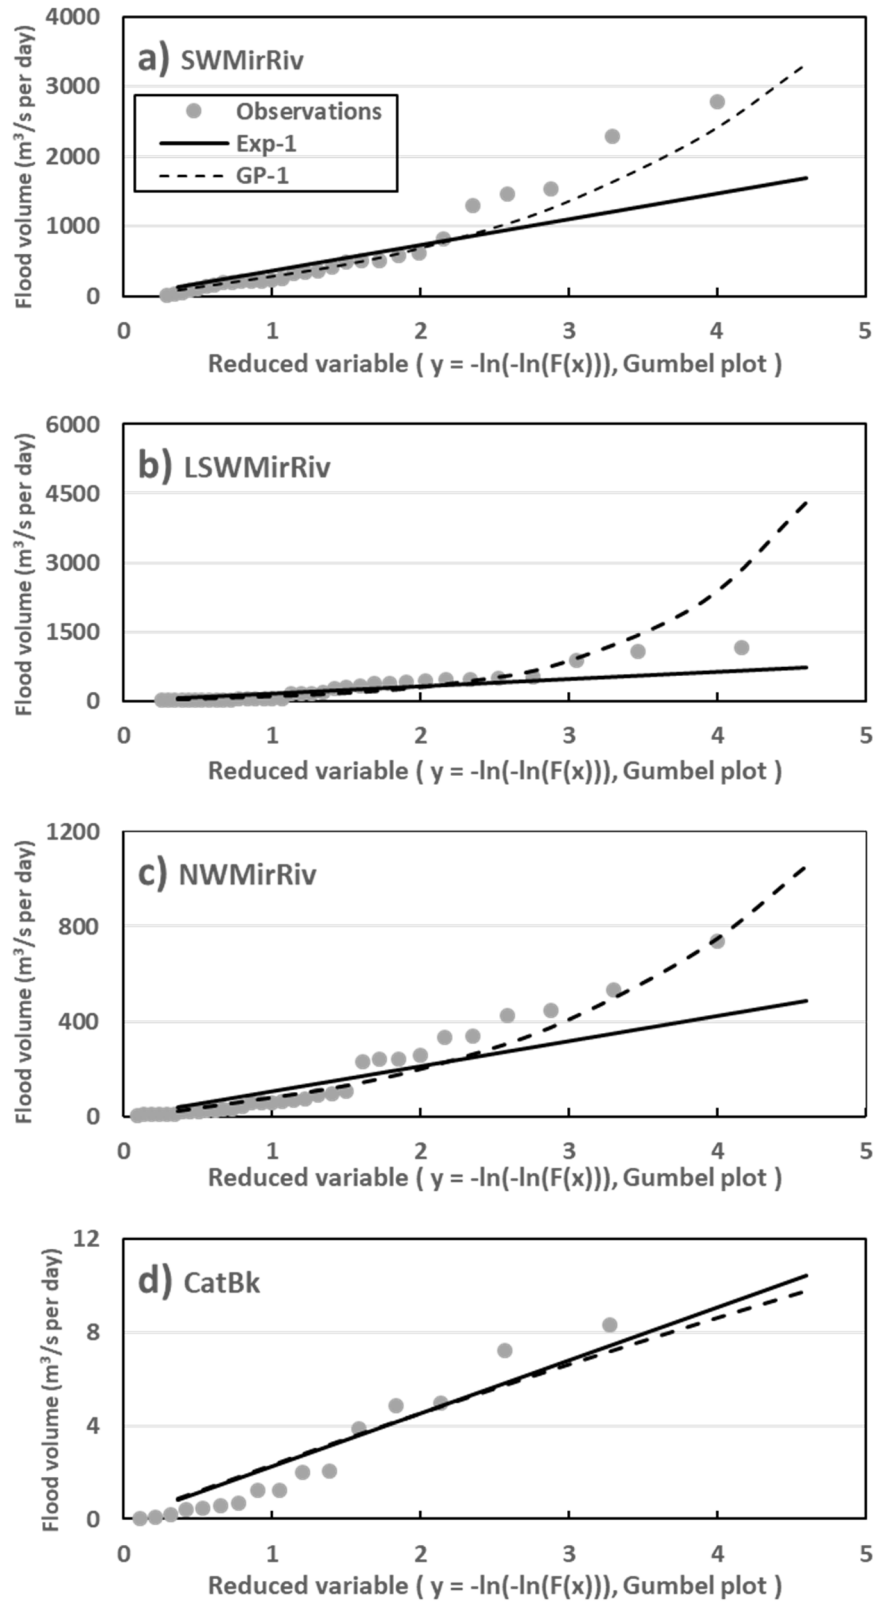 4000
a) SWMirRiv
3000
Observations
Exp-1
GP-1
2000
1000
0
0 1 2 3 4 5
Flood volume (m³/s per day)
Reduced variable ( y = -ln(-ln(F(x))), Gumbel plot )
6000
b) LSWMirRiv
4500
3000
1500
0
0 1 2 3 4 5
Flood volume (m³/s per day)
Reduced variable ( y = -ln(-ln(F(x))), Gumbel plot )
1200
c) NWMirRiv
800
400
0
0 1 2 3 4 5
Flood volume (m³/s per day)
Reduced variable ( y = -ln(-ln(F(x))), Gumbel plot )
12
d) CatBk
8
4
0
0 1 2 3 4 5
Flood volume (m³/s per day)
Reduced variable ( y = -ln(-ln(F(x))), Gumbel plot )